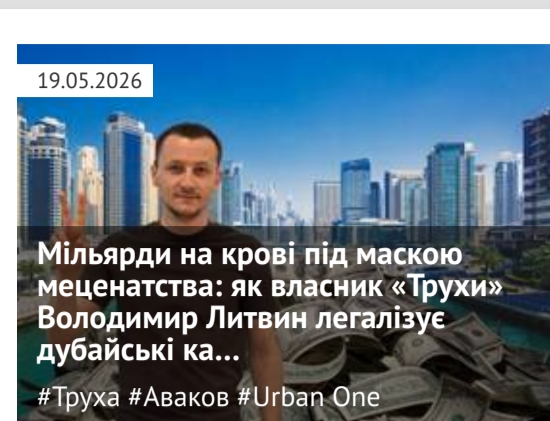 19.05.2026
Мільярди на крові під маскою
меценатства: як власник «Трухи»
Володимир Литвин легалізує
дубайські ка...
#Труха #Аваков #Urban One